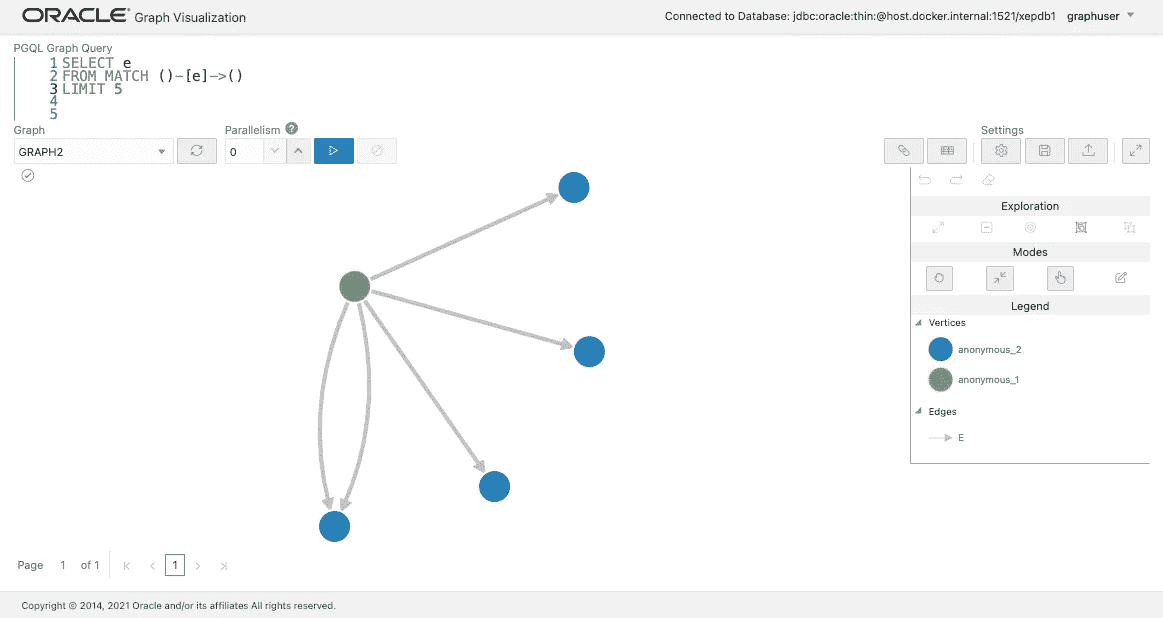 ORACLE® Graph Visualization
Connected to Database: jdbc:oracle:thin:@host.docker.internal:1521/xepdb1 graphuser
PGQL Graph Query
1 SELECT e
2 FROM MATCH ()-[e]->()
3 LIMIT 5
4
5
Graph
Parallelism ?
Settings
GRAPH2
0
Exploration
Modes
Legend
Vertices
anonymous_2
anonymous_1
Edges
E
Page 1 of 1 1
Copyright © 2014, 2021 Oracle and/or its affiliates All rights reserved.